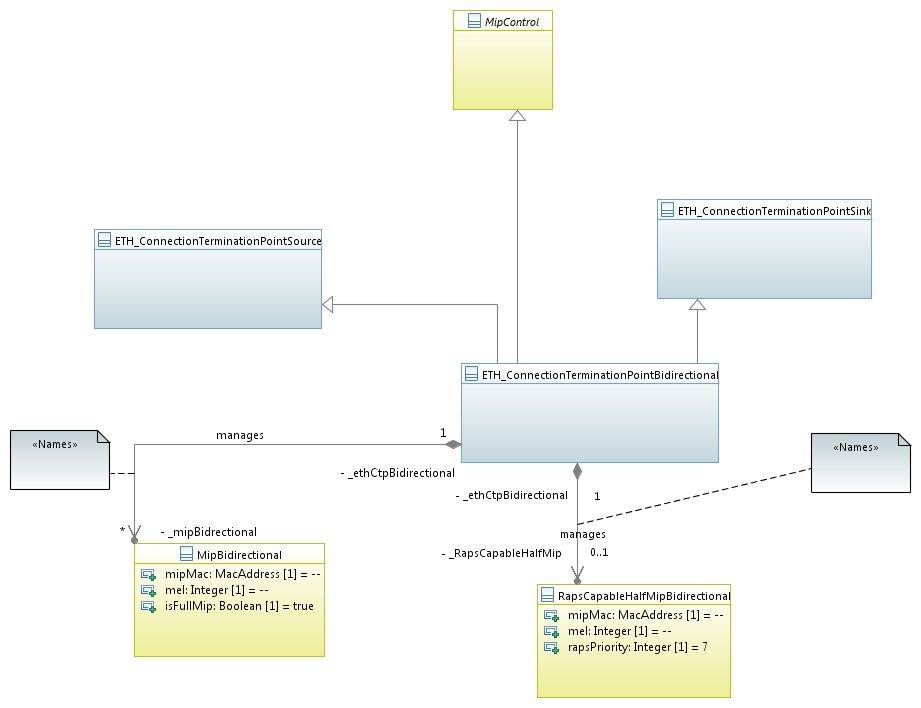 MipControl
ETH_ConnectionTerminationPointSink
ETH_ConnectionTerminationPointSource
ETH_ConnectionTerminationPointBidirectional
manages
1
«Names»
«Names»
- _ethCtpBidirectional
- _ethCtpBidirectional
1
*
- _mipBidrectional
manages
- _RapsCapableHalfMip
0..1
MipBidirectional
mipMac: MacAddress [1] = --
mel: Integer [1] = --
isFullMip: Boolean [1] = true
RapsCapableHalfMipBidirectional
mipMac: MacAddress [1] = --
mel: Integer [1] = --
rapsPriority: Integer [1] = 7